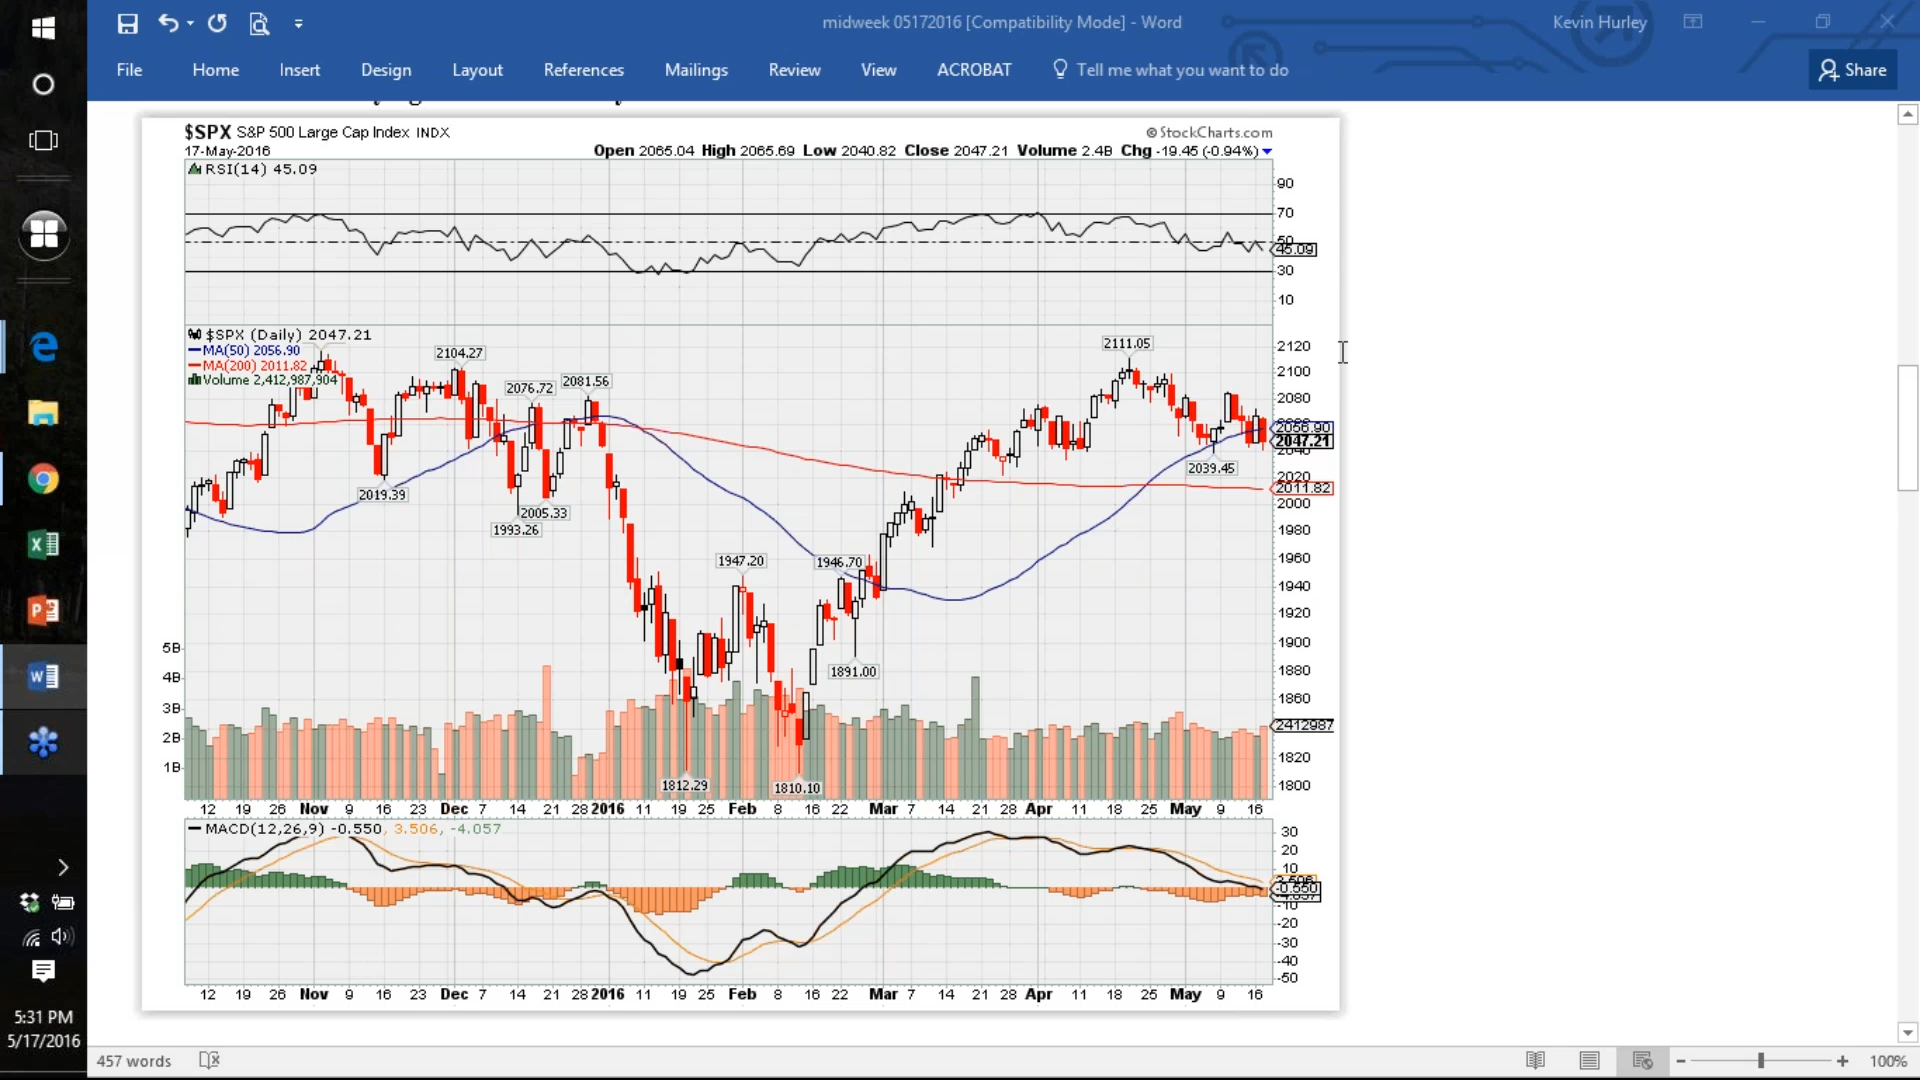 midweek 05172016 [Compatibility Mode] - Word
Kevin Hurley
File Home Insert Design Layout References Mailings Review View ACROBAT Tell me what you want to do Share
$SPX S&P 500 Large Cap Index INDX
© StockCharts.com
17-May-2016
Open 2065.04 High 2065.69 Low 2040.82 Close 2047.21 Volume 2.4B Chg -19.45 (-0.94%)
RSI(14) 45.09
90
70
50
45.09
30
10
$SPX (Daily) 2047.21
MA(50) 2056.90
MA(200) 2011.82
Volume 2,412,987,904
2104.27
2076.72
2081.56
2111.05
2019.39
2005.33
1993.26
2039.45
1947.20
1946.70
1891.00
1812.29
1810.10
2120
2100
2080
2056.90
2047.21
2040
2020
2011.82
2000
1980
1960
1940
1920
1900
1880
1860
2412987
1820
1800
5B
4B
3B
2B
1B
12 19 26 Nov 9 16 23 Dec 7 14 21 28 2016 11 19 25 Feb 8 16 22 Mar 7 14 21 28 Apr 11 18 25 May 9 16
MACD(12,26,9) -0.550, 3.506, -4.057
30
20
10
3.506
-0.550
-4.057
-10
-20
-30
-40
-50
12 19 26 Nov 9 16 23 Dec 7 14 21 28 2016 11 19 25 Feb 8 16 22 Mar 7 14 21 28 Apr 11 18 25 May 9 16
5:31 PM
5/17/2016
457 words
100%